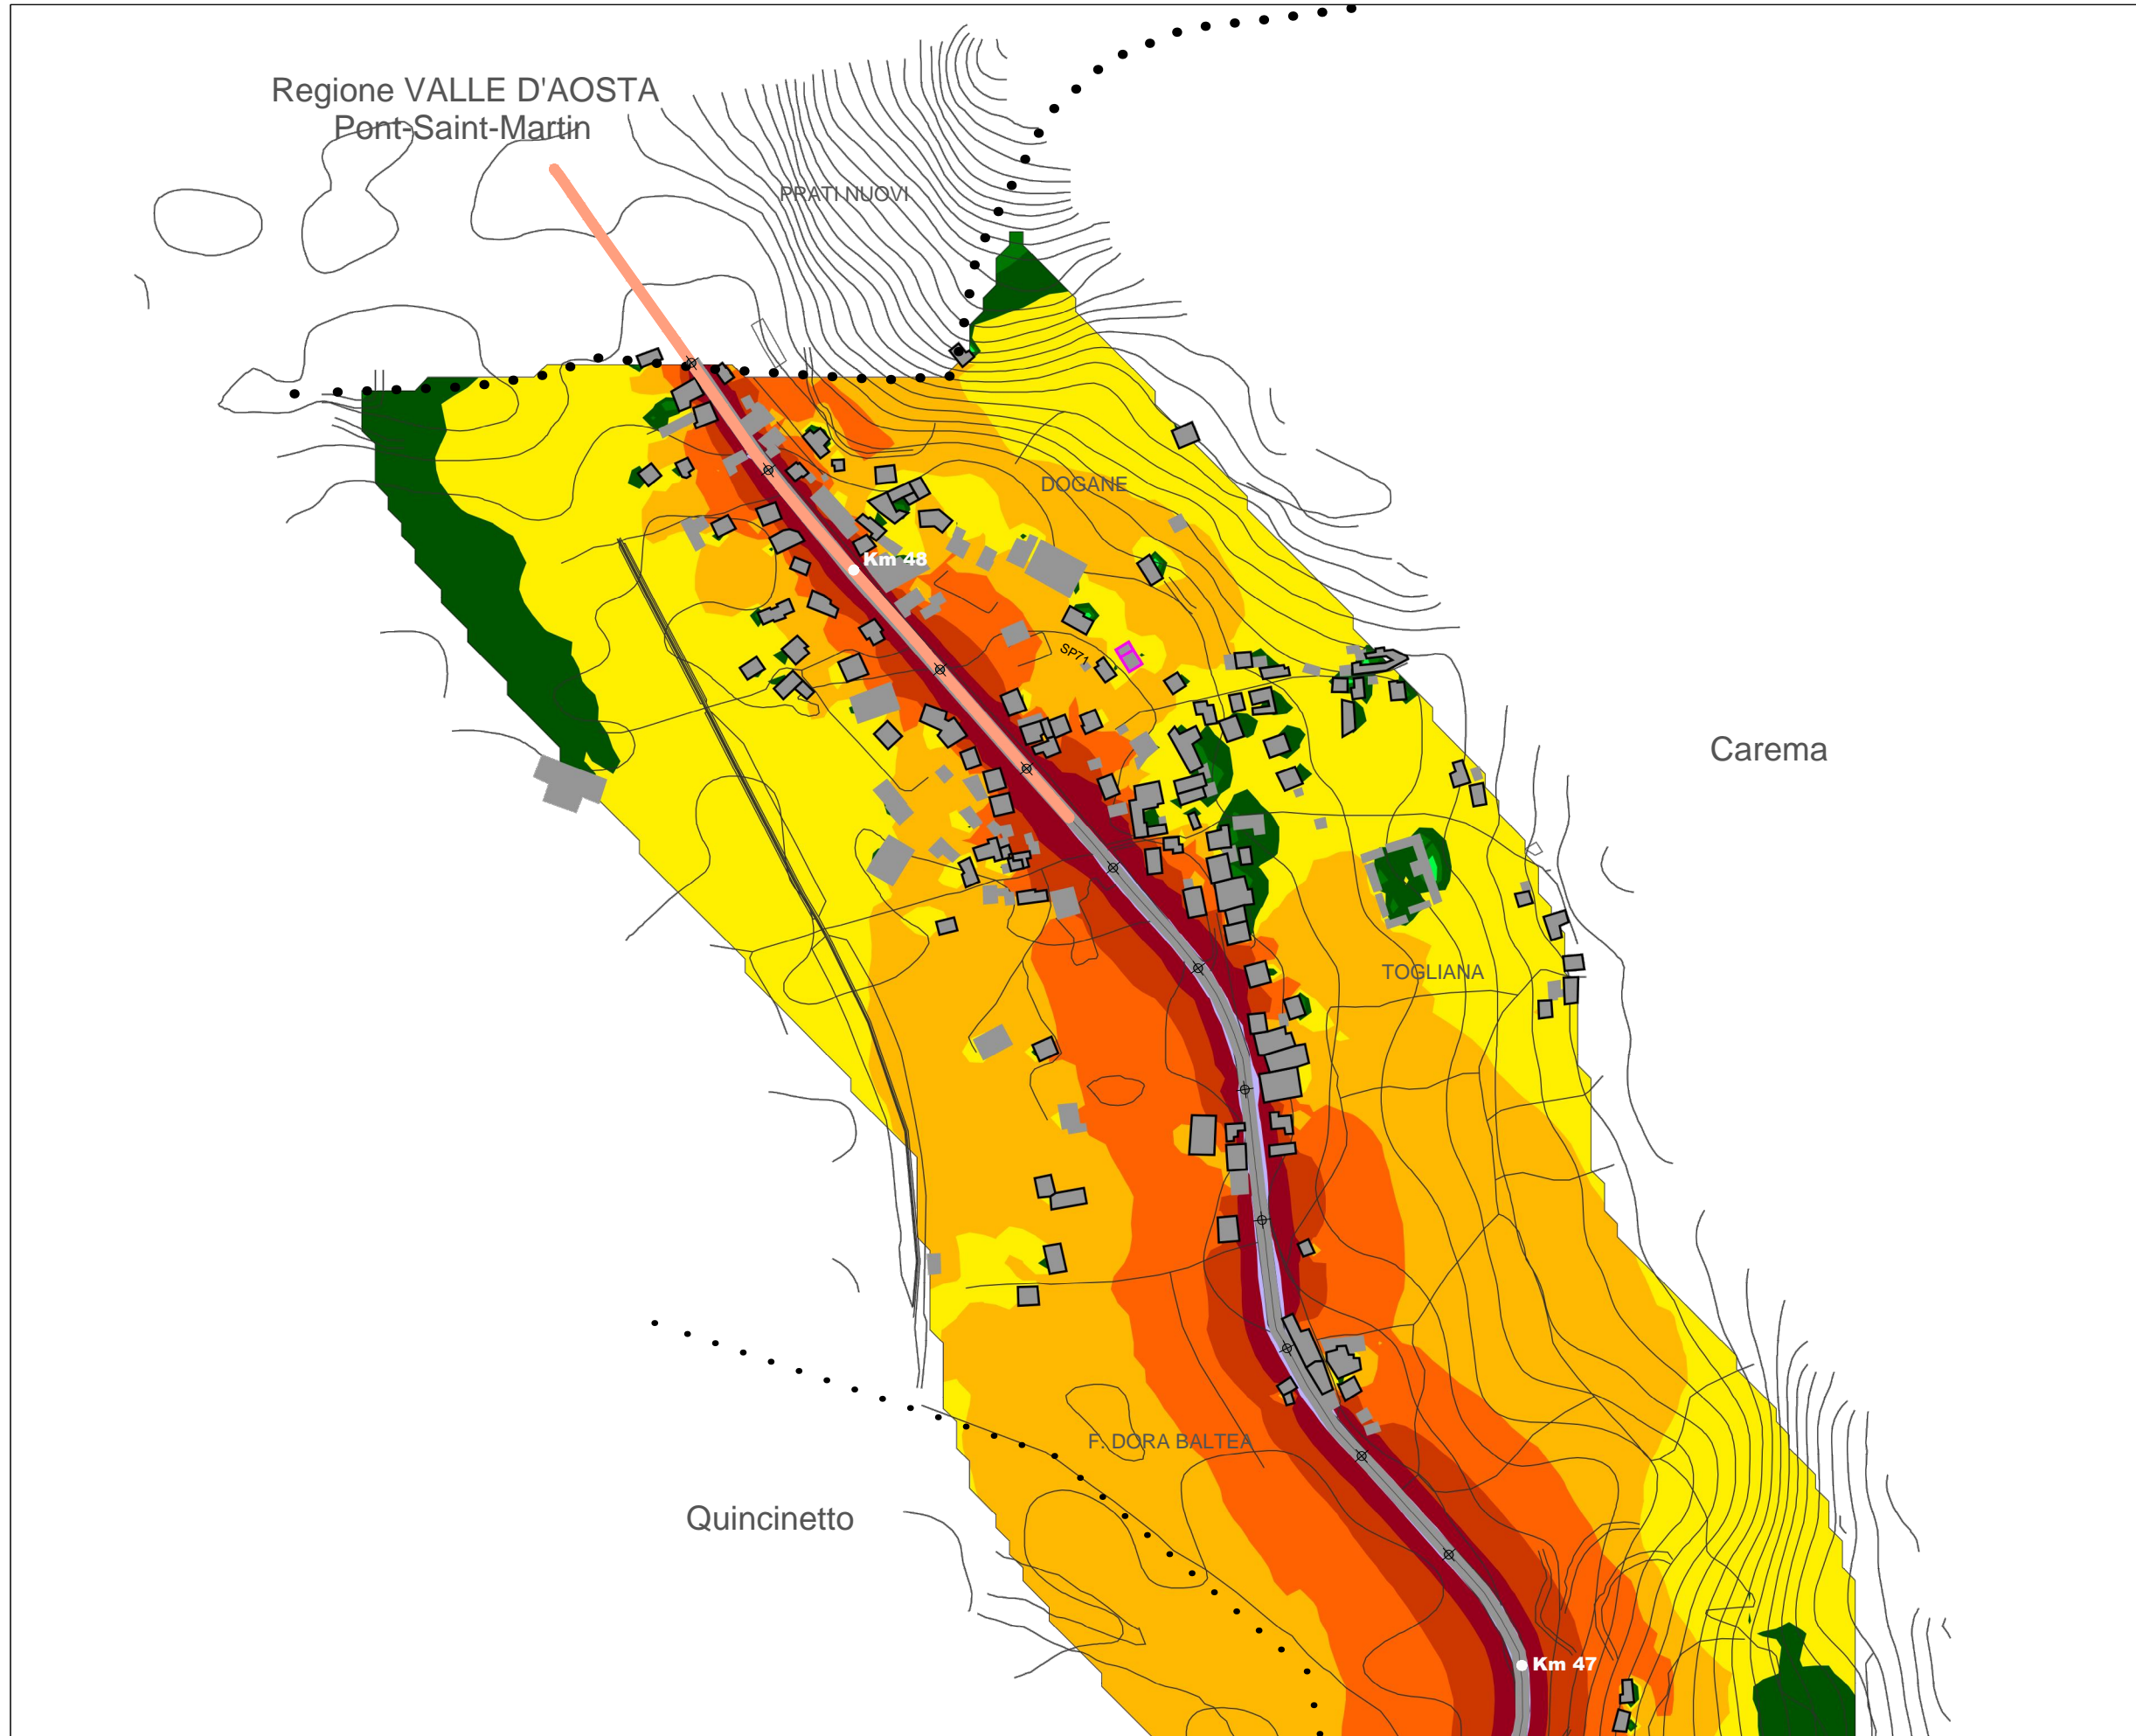 Regione VALLE D'AOSTA
Pont-Saint-Martin
PRATI NUOVI
DOGANE
Km 48
SP71
Carema
TOGLIANA
F. DORA BALTEA
Quincinetto
Km 47